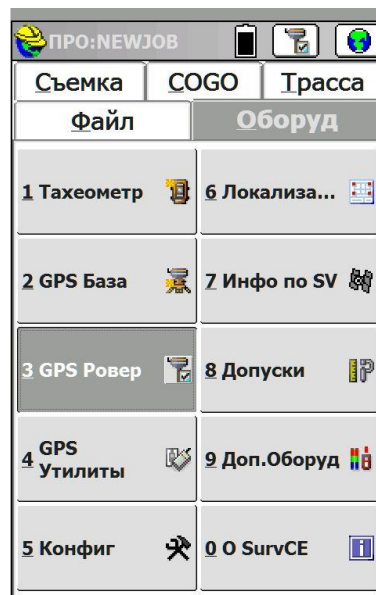 ПРО:NEWJOB
Съемка COGO Трасса
Файл Оборуд
1 Тахеометр 6 Локализа...
2 GPS База 7 Инфо по SV
3 GPS Ровер 8 Допуски
4 GPS
Утилиты
9 Доп.Оборуд
5 Конфиг 0 О SurvCE